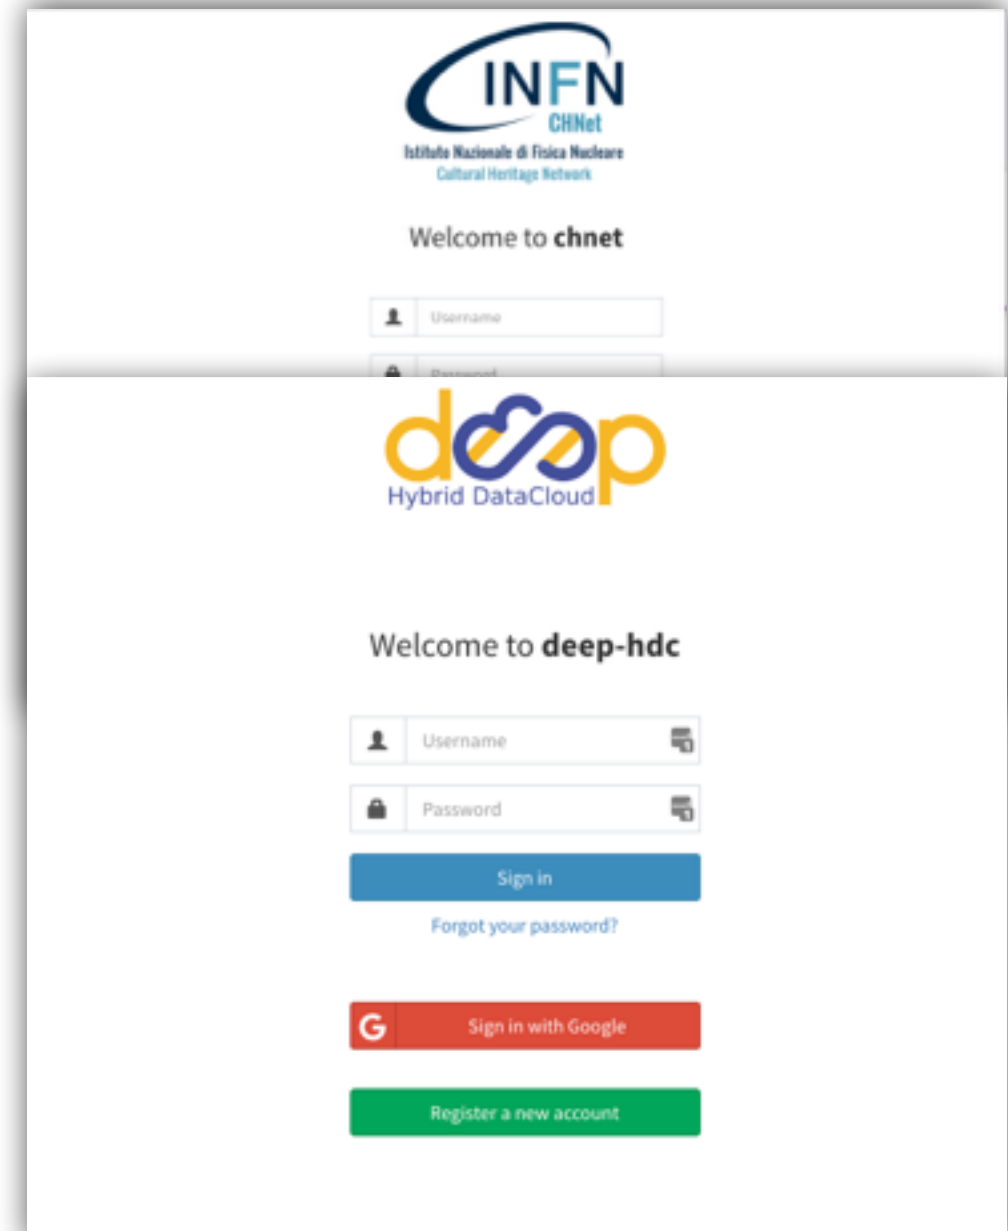 INFN
CHNet
Istituto Nazionale di Fisica Nucleare
Cultural Heritage Network
Welcome to chnet
Username
Password
deep
Hybrid DataCloud
Welcome to deep-hdc
Username
Password
Sign in
Forgot your password?
G Sign in with Google
Register a new account